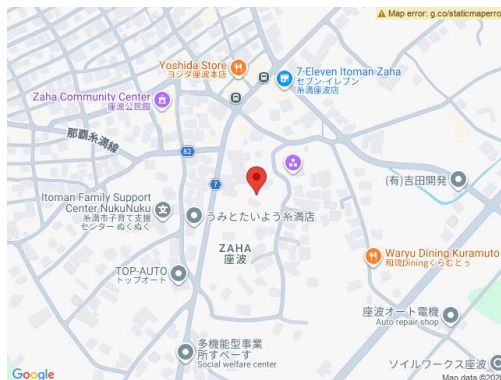 Map error: g.co/staticmaperro
Yoshida Store
ヨシダ座波本店
7-Eleven Itoman Zaha
セブン-イレブン
糸満座波店
Zaha Community Center
座波公民館
那覇糸満線
82
7
(有)吉田開発
Itoman Family Support
Center NukuNuku
糸満市子育て支援
センター ぬくぬく
うみとたいよう糸満店
ZAHA
座波
Waryu Dining Kuramuto
和琉Diningくらむとぅ
TOP-AUTO
トップオート
座波オート電機
Auto repair shop
多機能型事業
所すぺーす
Social welfare center
ソイルワークス座波
Google
Map data ©202